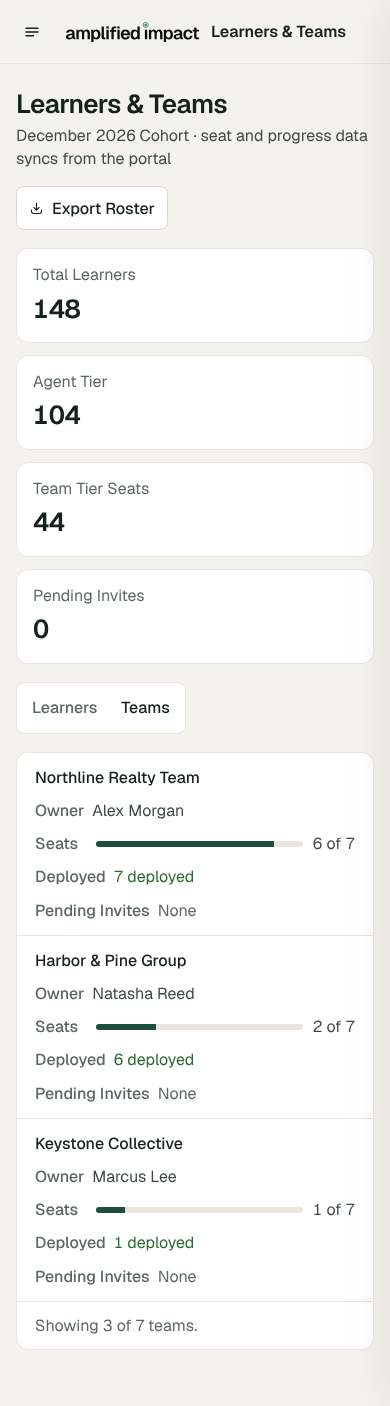 amplified impact Learners & Teams
Learners & Teams
December 2026 Cohort · seat and progress data
syncs from the portal
Export Roster
Total Learners
148
Agent Tier
104
Team Tier Seats
44
Pending Invites
0
Learners Teams
Northline Realty Team
Owner Alex Morgan
Seats 6 of 7
Deployed 7 deployed
Pending Invites None
Harbor & Pine Group
Owner Natasha Reed
Seats 2 of 7
Deployed 6 deployed
Pending Invites None
Keystone Collective
Owner Marcus Lee
Seats 1 of 7
Deployed 1 deployed
Pending Invites None
Showing 3 of 7 teams.